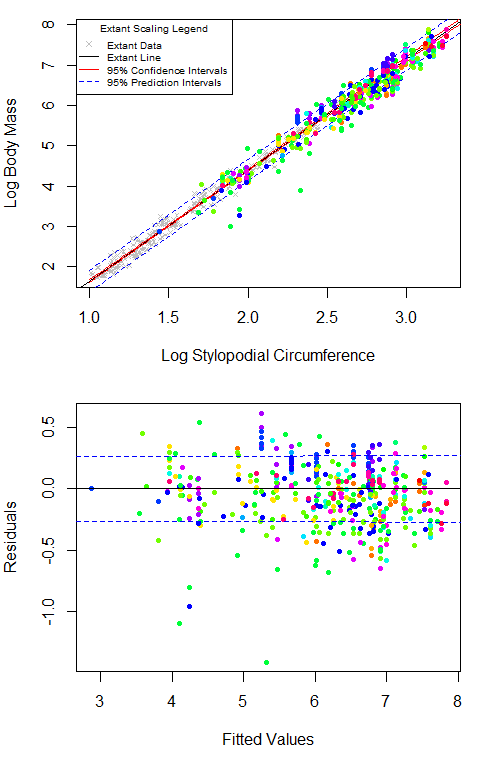 Extant Scaling Legend
Extant Data
Extant Line
95% Confidence Intervals
95% Prediction Intervals
Log Body Mass
8
7
6
5
4
3
2
1.0 1.5 2.0 2.5 3.0
Log Stylopodial Circumference
Residuals
0.5
0.0
-0.5
-1.0
3 4 5 6 7 8
Fitted Values